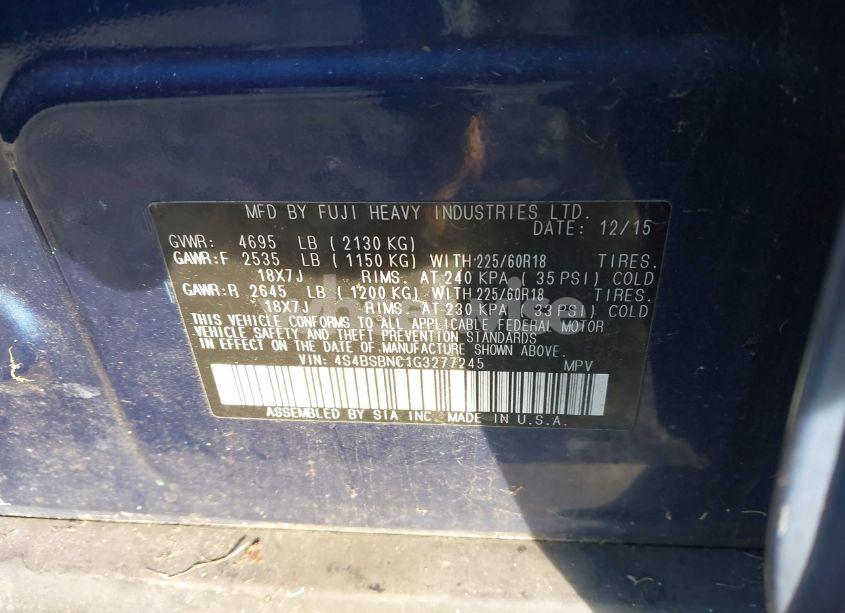 MFD BY FUJI HEAVY INDUSTRIES LTD.
DATE: 12/15
GVWR: 4695 LB (2130 KG)
GAWR:F 2535 LB (1150 KG) WITH 225/60R18 TIRES.
18X7J RIMS. AT 240 KPA (35 PSI) COLD
GAWR:R 2645 LB (1200 KG) WITH 225/60R18 TIRES.
18X7J RIMS. AT 230 KPA (33 PSI) COLD
THIS VEHICLE CONFORMS TO ALL APPLICABLE FEDERAL MOTOR
VEHICLE SAFETY AND THEFT PREVENTION STANDARDS
IN EFFECT ON THE DATE OF MANUFACTURE SHOWN ABOVE.
VIN: 4S4BSBNC1G3277245 MPV
ASSEMBLED BY SIA INC. MADE IN U.S.A.